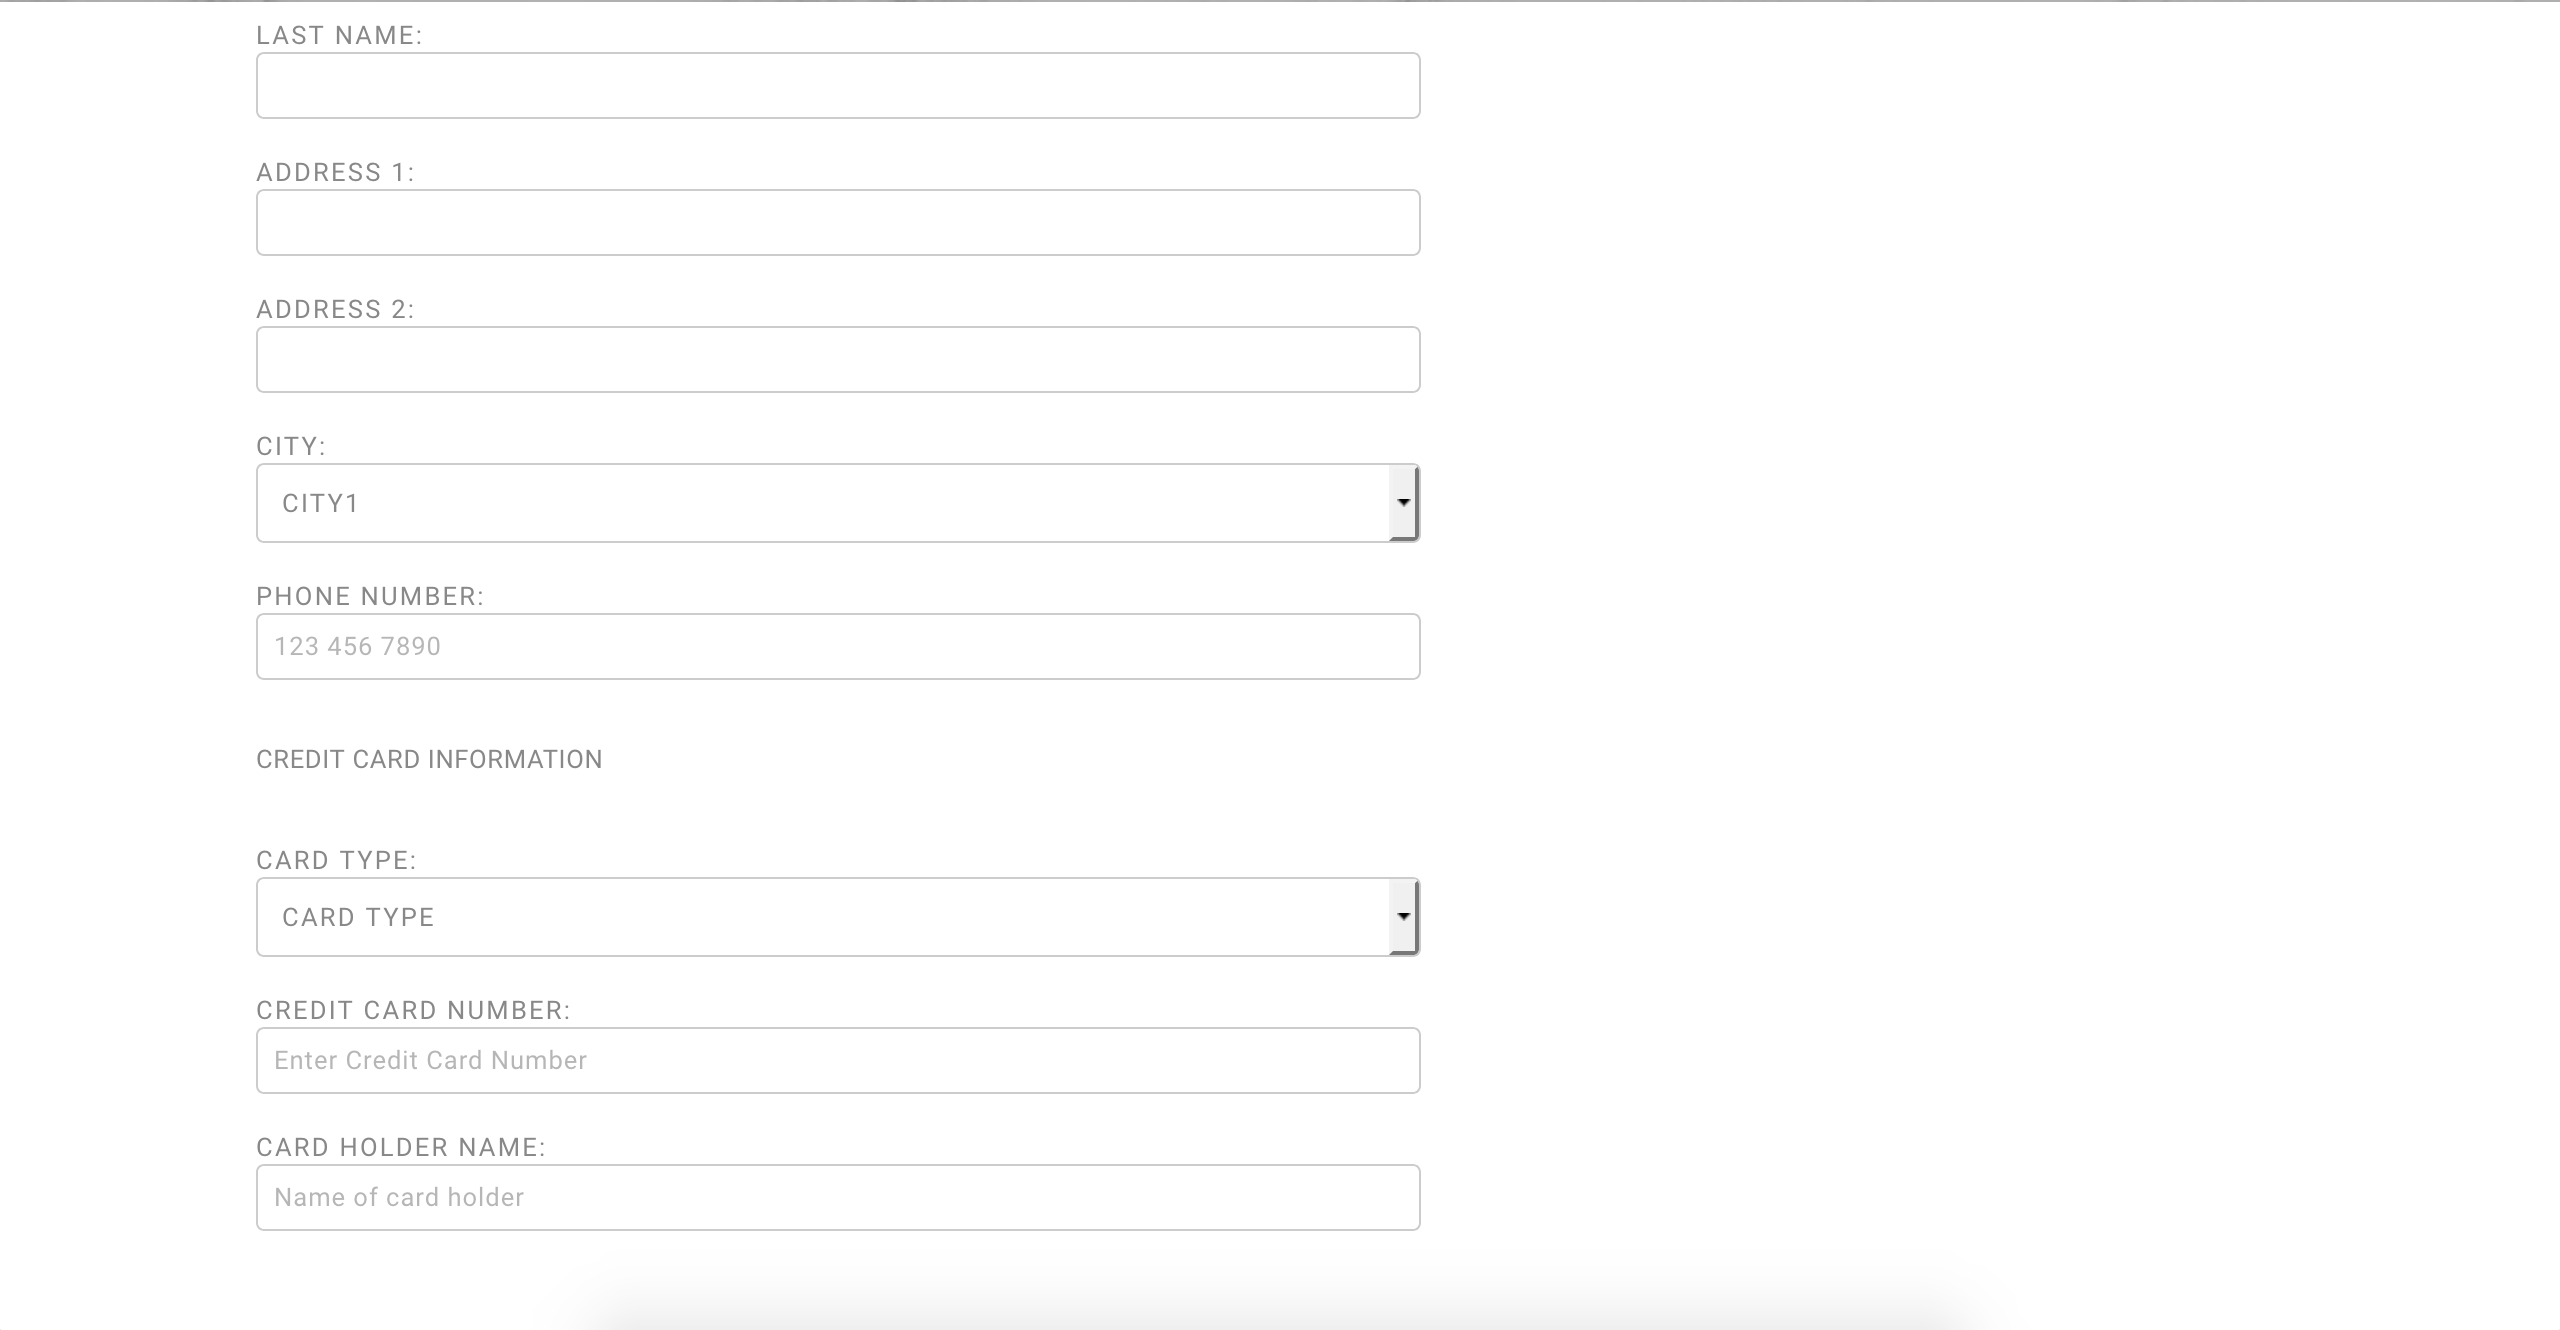 LAST NAME:
ADDRESS 1:
ADDRESS 2:
CITY:
CITY1
PHONE NUMBER:
123 456 7890
CREDIT CARD INFORMATION
CARD TYPE:
CARD TYPE
CREDIT CARD NUMBER:
Enter Credit Card Number
CARD HOLDER NAME:
Name of card holder